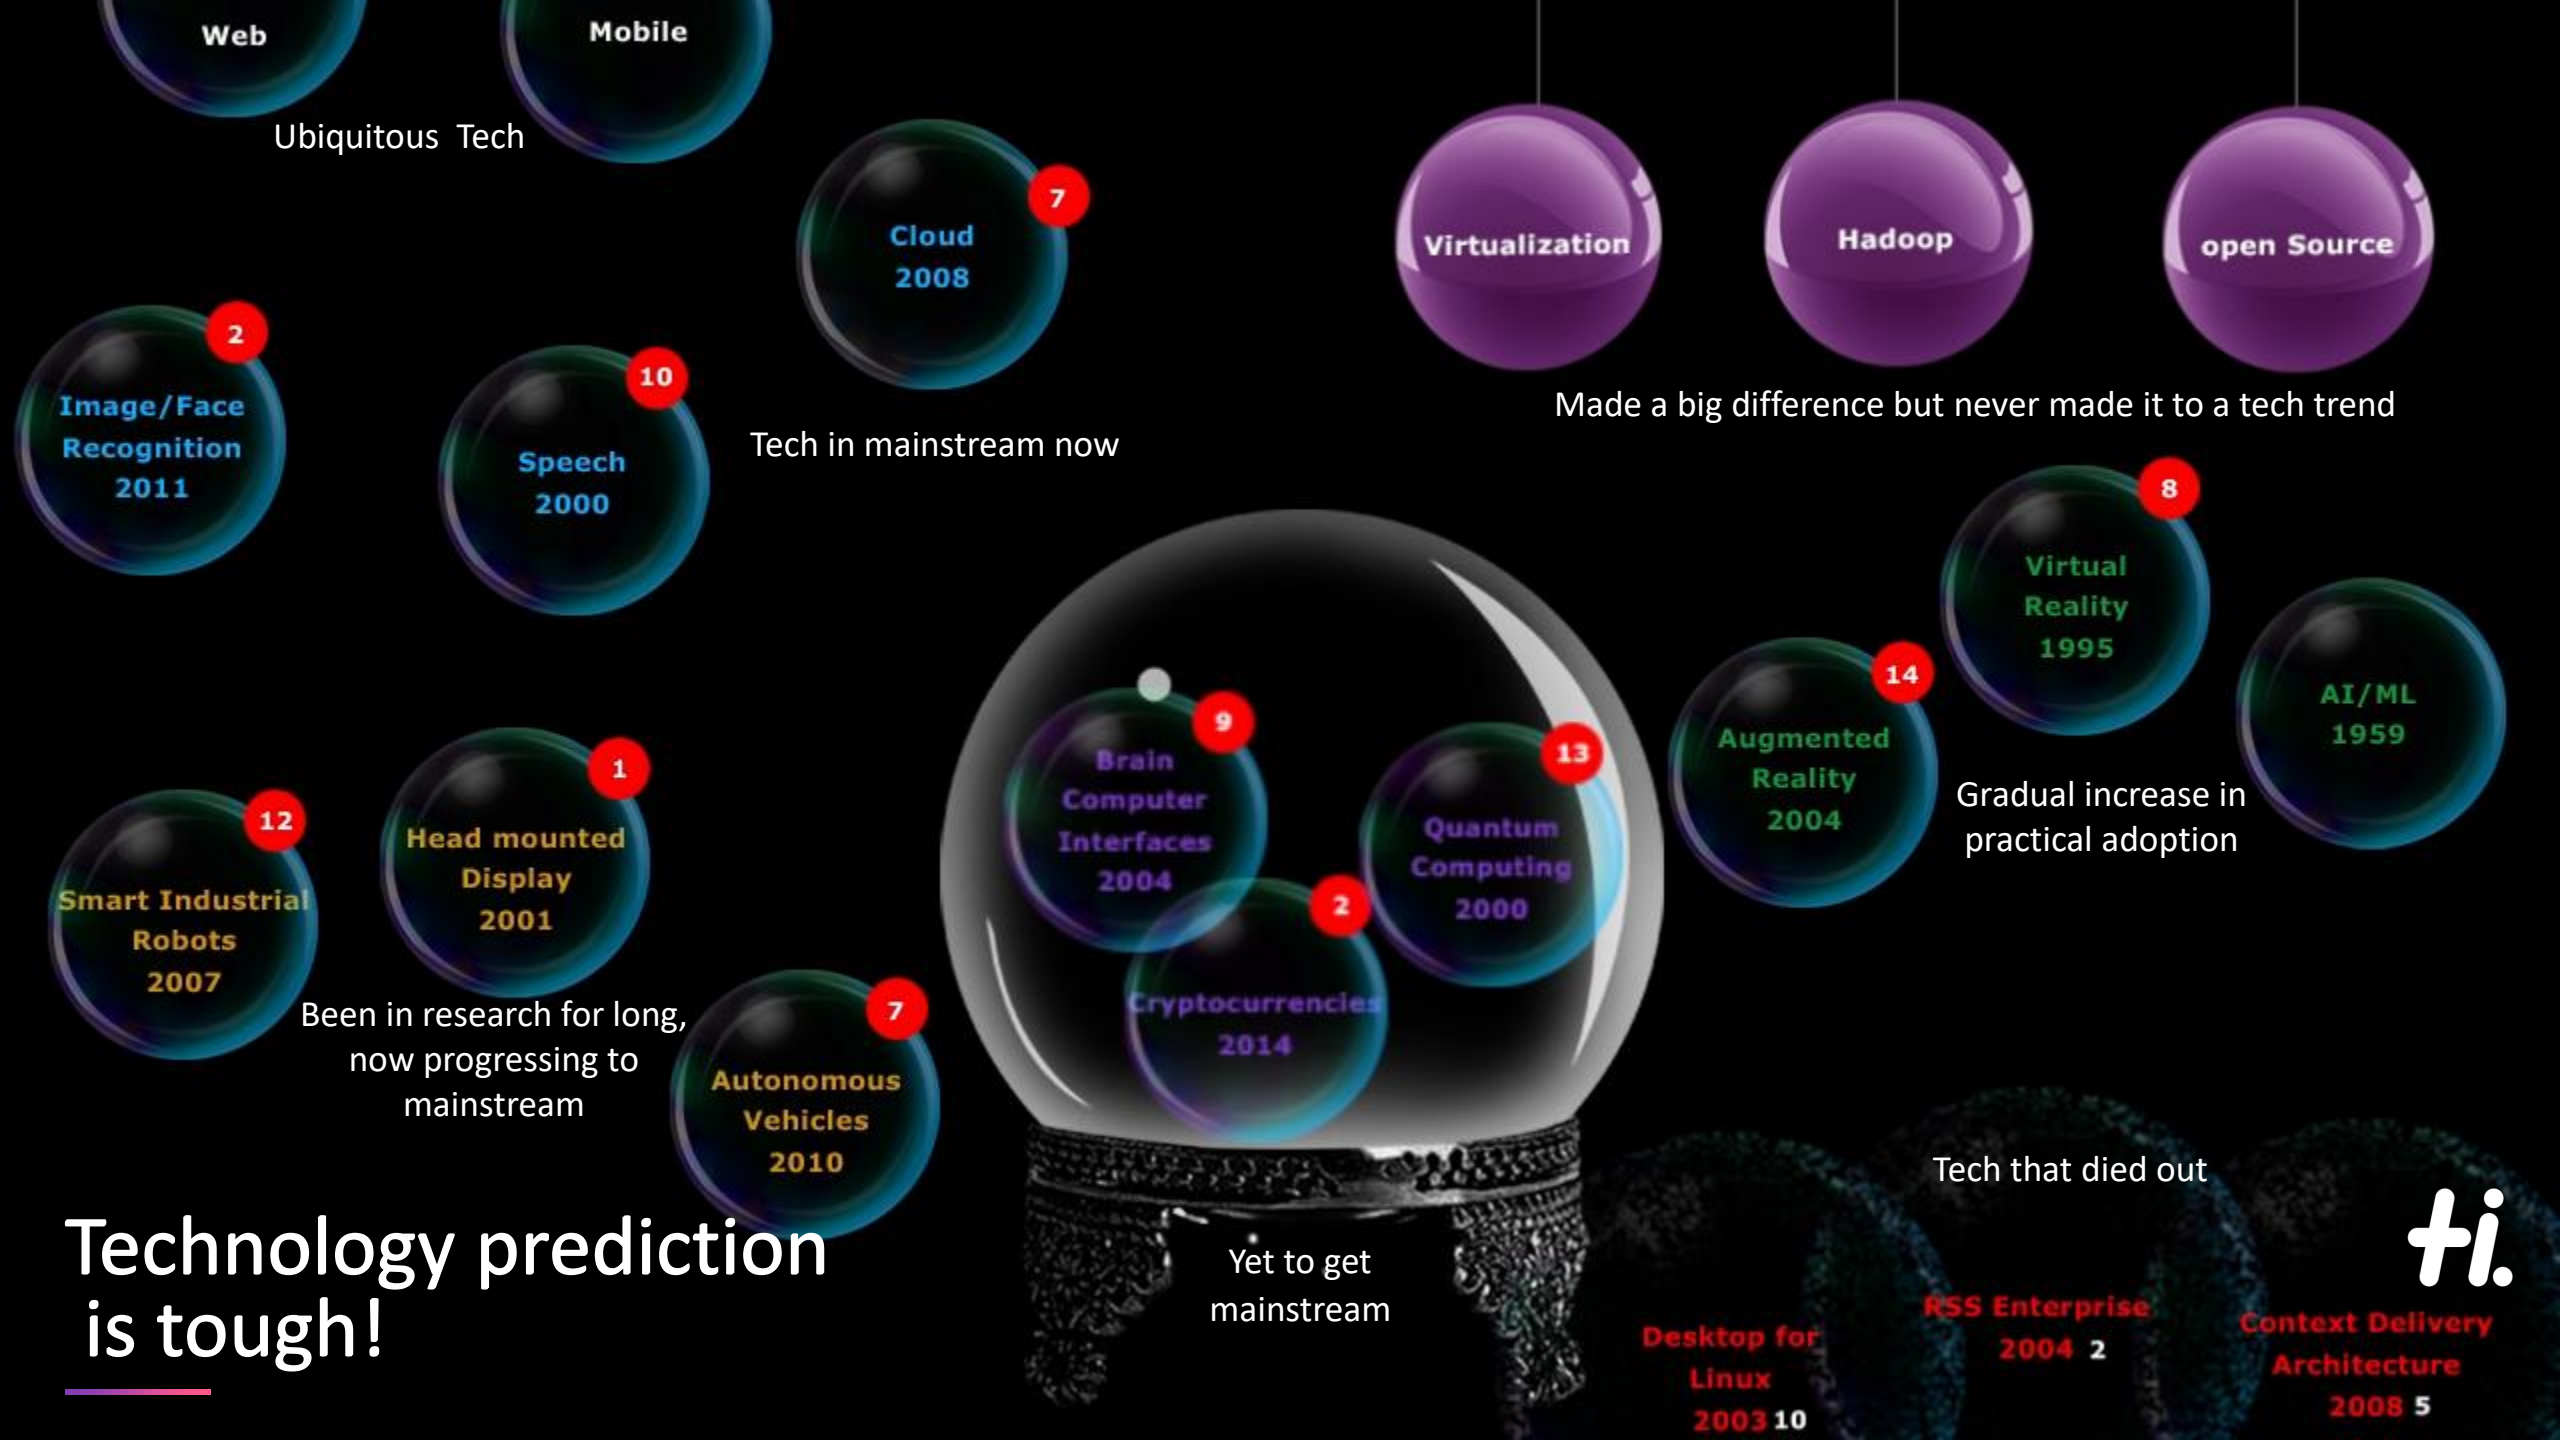 Web
Mobile
Ubiquitous  Tech
7
Cloud
2008
2
Image/Face
Recognition
2011
10
Speech
2000
Tech in mainstream now
Virtualization
Hadoop
open Source
Made a big difference but never made it to a tech trend
8
Virtual
Reality
1995
14
Augmented
Reality
2004
AI/ML
1959
Gradual increase in
practical adoption
9
Brain
Computer
Interfaces
2004
13
Quantum
Computing
2000
2
Cryptocurrencies
2014
Yet to get
mainstream
12
Smart Industrial
Robots
2007
1
Head mounted
Display
2001
Been in research for long,
now progressing to
mainstream
7
Autonomous
Vehicles
2010
Technology prediction
is tough!
Tech that died out
Desktop for
Linux
2003 10
RSS Enterprise
2004 2
Context Delivery
Architecture
2008 5
ti.